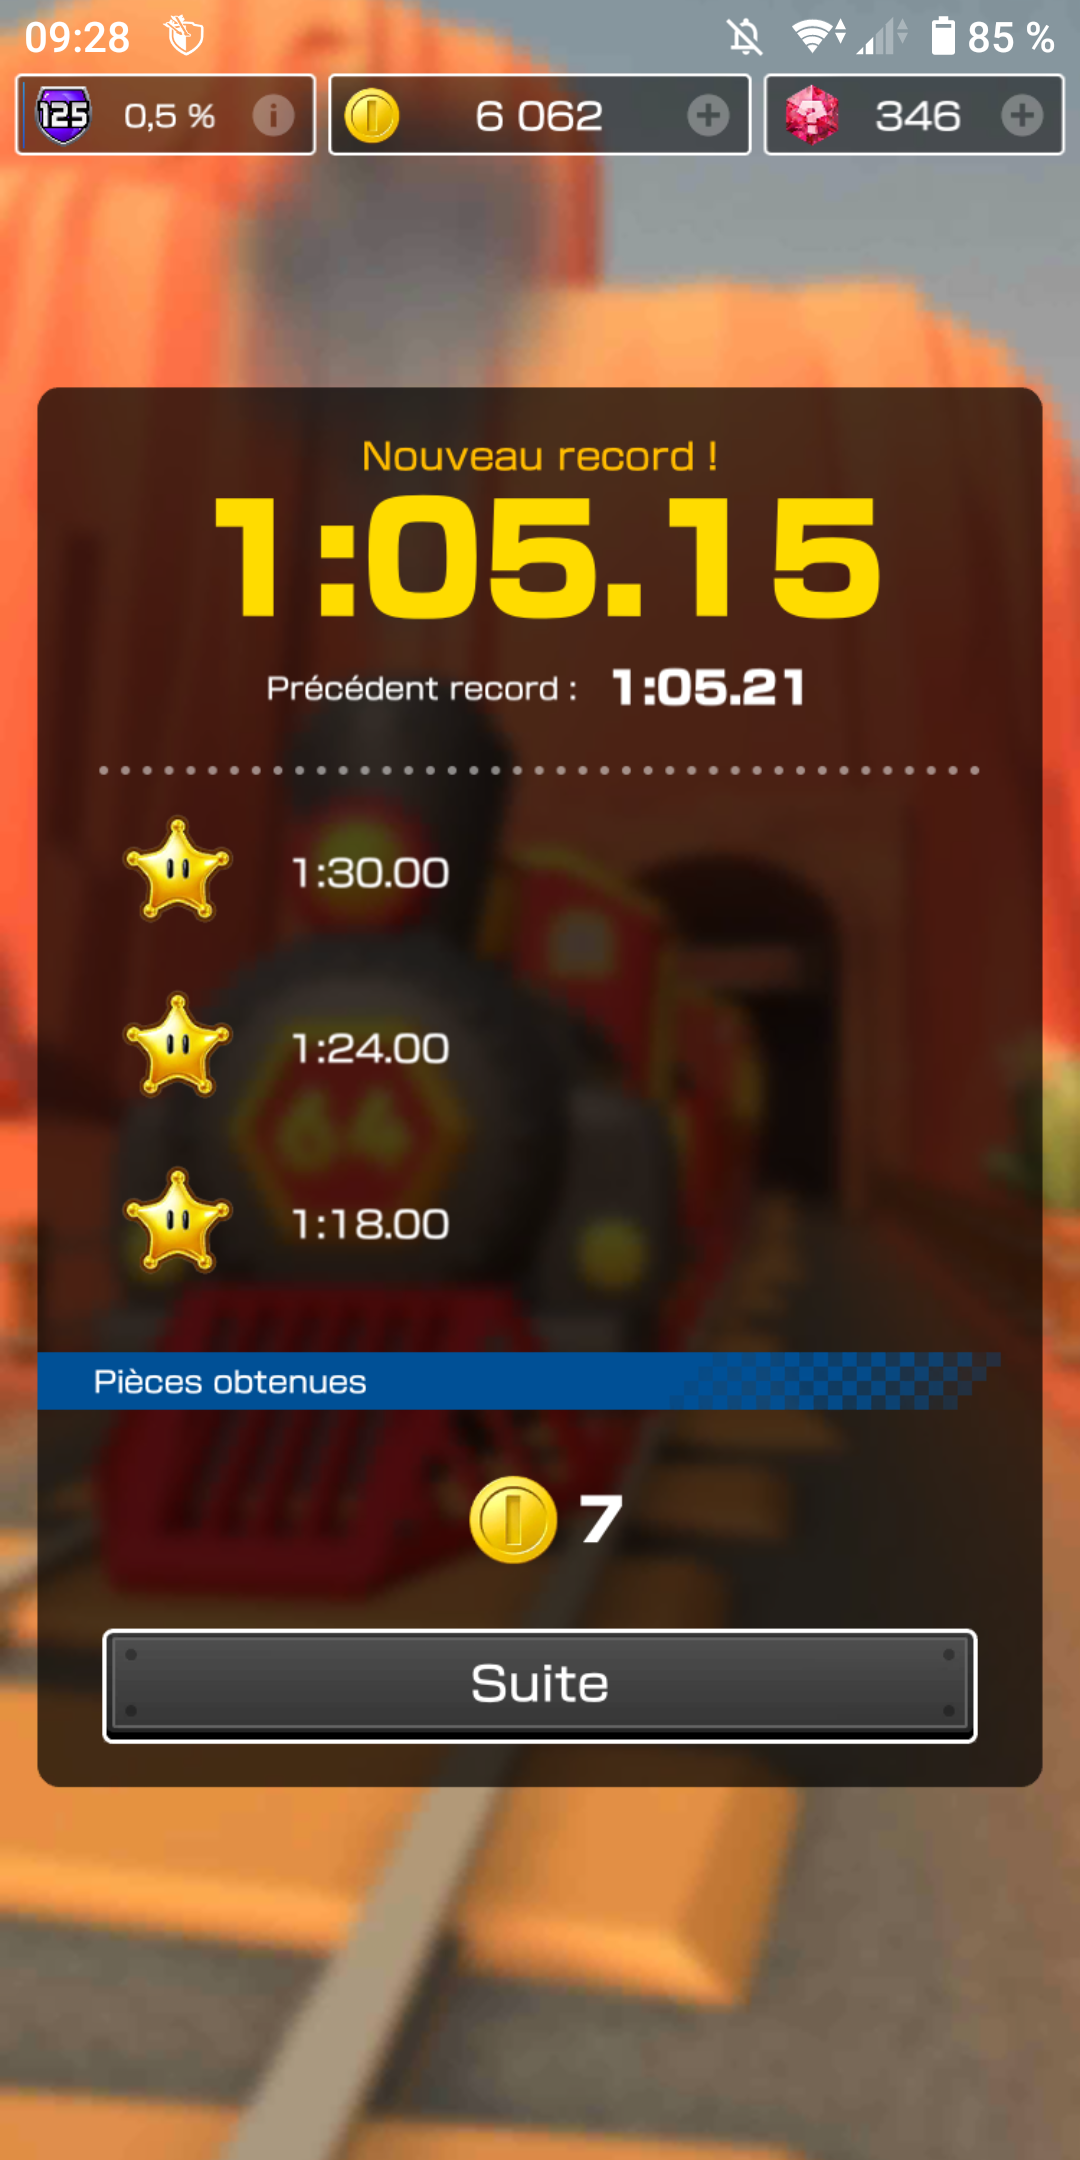 09:28 85 %
125 0,5 % i 6 062 + 346 +
Nouveau record !
1:05.15
Précédent record : 1:05.21
1:30.00
1:24.00
64
1:18.00
Pièces obtenues
7
Suite